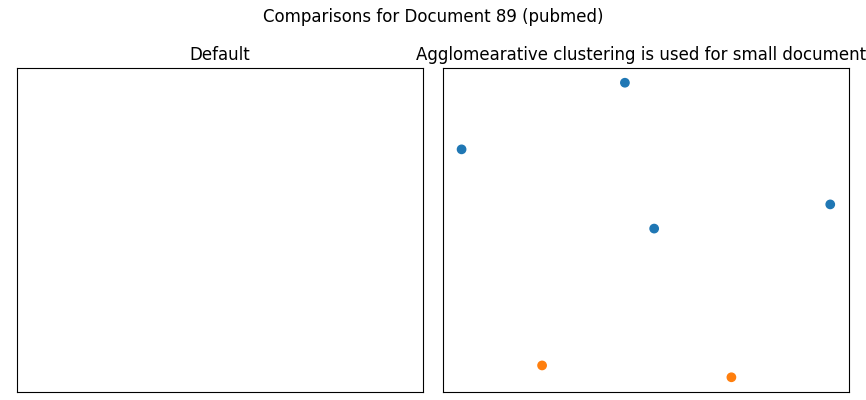 Comparisons for Document 89 (pubmed)
Default
Agglomearative clustering is used for small document